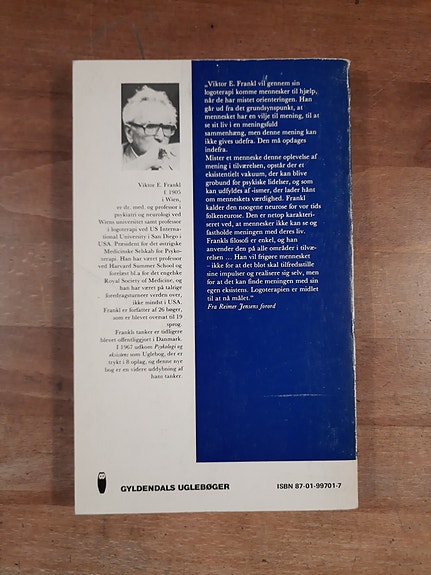 „Viktor E. Frankl vil gennem sin
logoterapi komme mennesker til hjælp,
når de har mistet orienteringen. Han
går ud fra det grundsynspunkt, at
mennesket har en vilje til mening, til at
se sit liv i en meningsfuld
sammenhæng, men denne mening kan
ikke gives udefra. Den må opdages
indefra.
Mister et menneske denne oplevelse af
mening i tilværelsen, opstår der et
eksistentielt vakuum, der kan blive
grobund for psykiske lidelser, og som
kan udfyldes af -ismer, der lader hånt
om menneskets værdighed. Frankl
kalder den noogene neurose for vor tids
folkeneurose. Den er netop karakteri-
seret ved, at mennesker ikke kan se og
fastholde meningen med deres liv.
Frankls filosofi er enkel, og han
anvender den på alle områder i tilvæ-
relsen ... Han vil frigøre mennesket
– ikke for at det blot skal tilfredsstille
sine impulser og realisere sig selv, men
for at det kan finde meningen med sin
egen eksistens. Logoterapien er midlet
til at nå målet.“
Fra Reimer Jensens forord
Viktor E. Frankl
f. 1905
i Wien,
er dr. med. og professor i
psykiatri og neurologi ved
Wiens universitet samt professor
i logoterapi ved US Interna-
tional University i San Diego i
USA. Præsident for det østrigske
Medicinske Selskab for Psyko-
terapi. Han har været professor
ved Harvard Summer School og
forelæst bl.a for det engelske
Royal Society of Medicine, og
han har været på talrige
foredragsturneer verden over,
ikke mindst i USA.
Frankl er forfatter af 26 bøger,
som er blevet oversat til 19
sprog.
Frankls tanker er tidligere
blevet offentliggjort i Danmark.
I 1967 udkom Psykologi og
eksistens som Uglebog, der er
trykt i 8 oplag, og denne nye
bog er en videre uddybning af
hans tanker.
GYLDENDALS UGLEBØGER
ISBN 87-01-99701-7